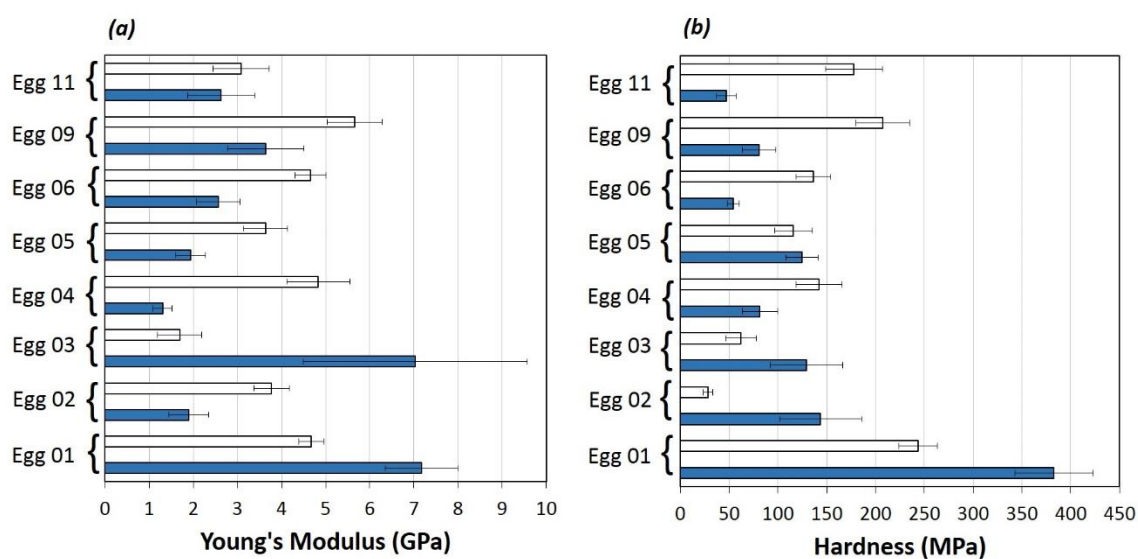 (a)
Egg 11 {
Egg 09 {
Egg 06 {
Egg 05 {
Egg 04 {
Egg 03 {
Egg 02 {
Egg 01 {
0 1 2 3 4 5 6 7 8 9 10
Young's Modulus (GPa)
(b)
Egg 11 {
Egg 09 {
Egg 06 {
Egg 05 {
Egg 04 {
Egg 03 {
Egg 02 {
Egg 01 {
0 50 100 150 200 250 300 350 400 450
Hardness (MPa)